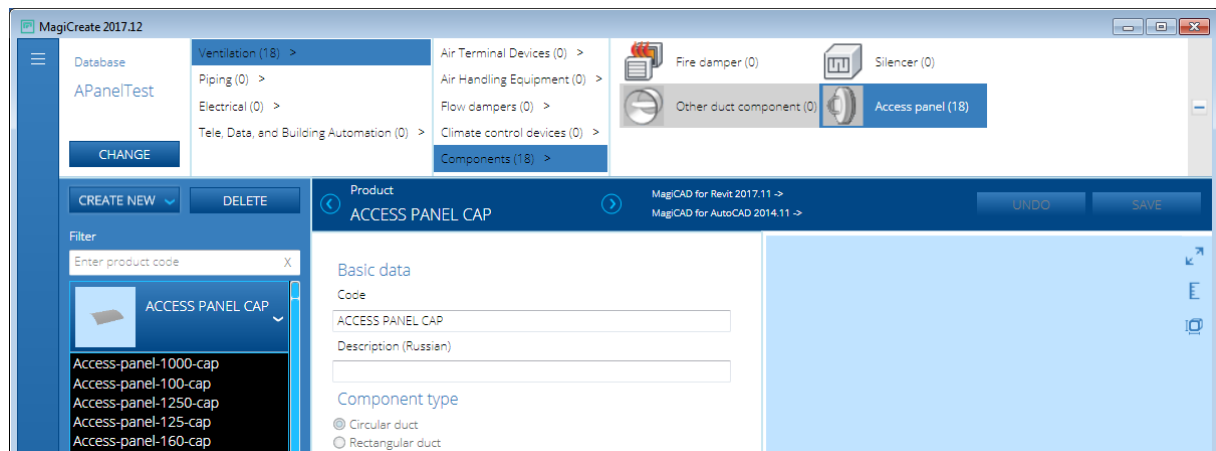 MagiCreate 2017.12
Database
APanelTest
CHANGE
Ventilation (18) >
Piping (0) >
Electrical (0) >
Tele, Data, and Building Automation (0) >
Air Terminal Devices (0) >
Air Handling Equipment (0) >
Flow dampers (0) >
Climate control devices (0) >
Components (18) >
Fire damper (0)
Silencer (0)
Other duct component (0)
Access panel (18)
CREATE NEW
DELETE
Filter
Enter product code X
ACCESS PANEL CAP
Access-panel-1000-cap
Access-panel-100-cap
Access-panel-1250-cap
Access-panel-125-cap
Access-panel-160-cap
Product
ACCESS PANEL CAP
MagiCAD for Revit 2017.11 ->
MagiCAD for AutoCAD 2014.11 ->
UNDO
SAVE
Basic data
Code
ACCESS PANEL CAP
Description (Russian)
Component type
Circular duct
Rectangular duct